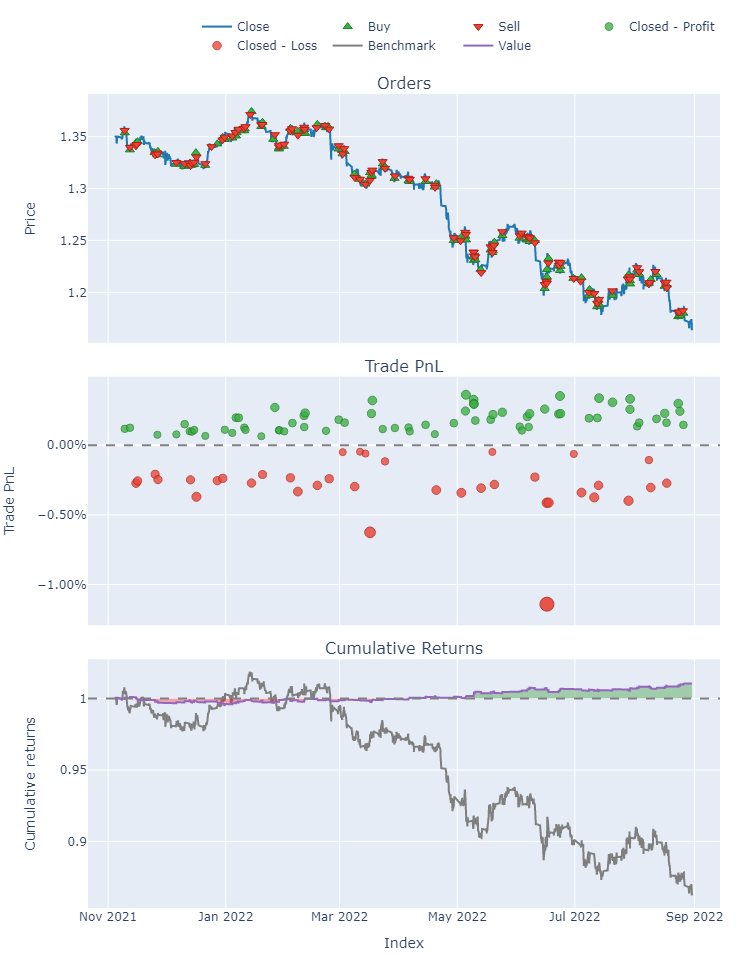 Close Buy Sell Closed - Profit
Closed - Loss Benchmark Value
Orders
1.35
1.3
1.25
1.2
Price
Trade PnL
0.00%
−0.50%
−1.00%
Trade PnL
Cumulative Returns
1
0.95
0.9
Cumulative returns
Nov 2021 Jan 2022 Mar 2022 May 2022 Jul 2022 Sep 2022
Index